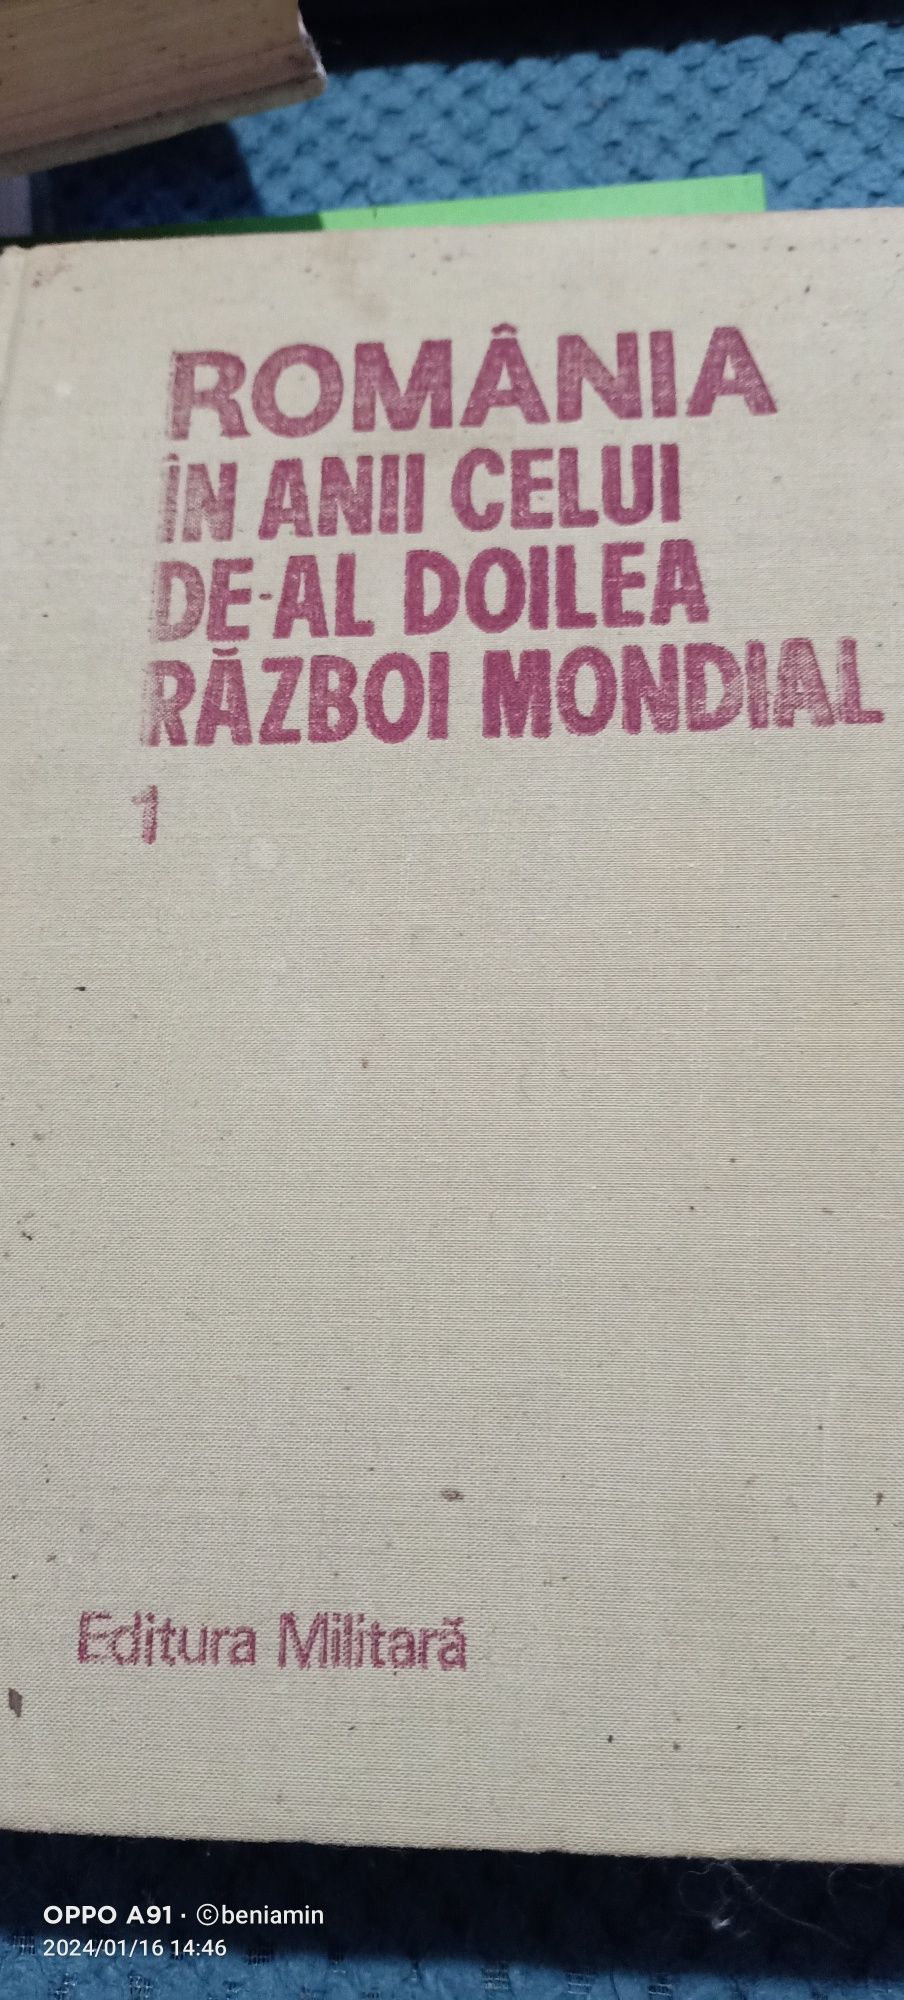 ROMÂNIA
ÎN ANII CELUI
DE-AL DOILEA
RĂZBOI MONDIAL
1
Editura Militară
OPPO A91 · ©beniamin
2024/01/16 14:46